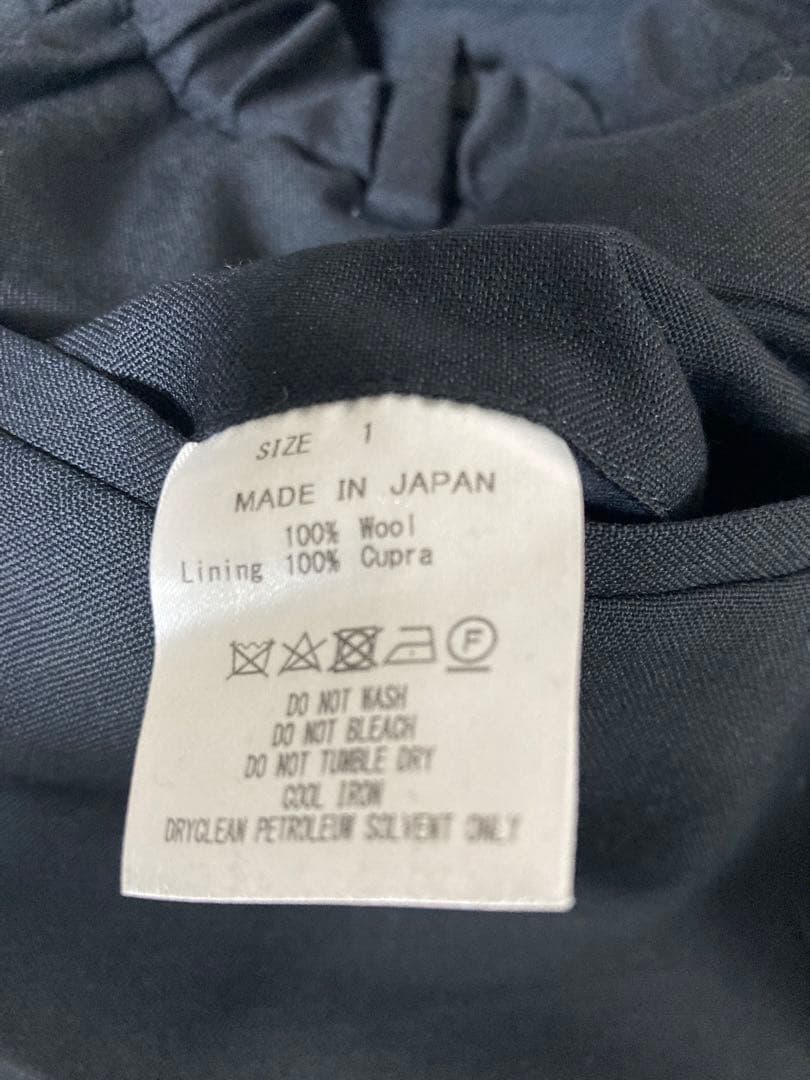 SIZE 1
MADE IN JAPAN
100% Wool
Lining 100% Cupra
F
DO NOT WASH
DO NOT BLEACH
DO NOT TUMBLE DRY
COOL IRON
DRYCLEAN PETROLEUM SOLVENT ONLY